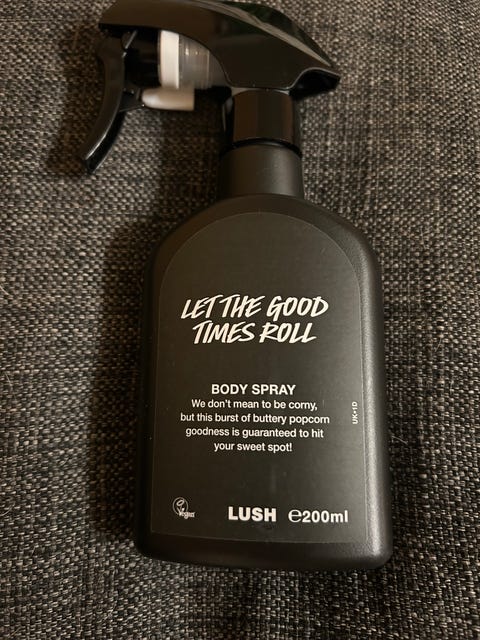 LET THE GOOD
TIMES ROLL
BODY SPRAY
We don't mean to be corny,
but this burst of buttery popcorn
goodness is guaranteed to hit
your sweet spot!
UK+ID
Vegan
LUSH ℮200ml